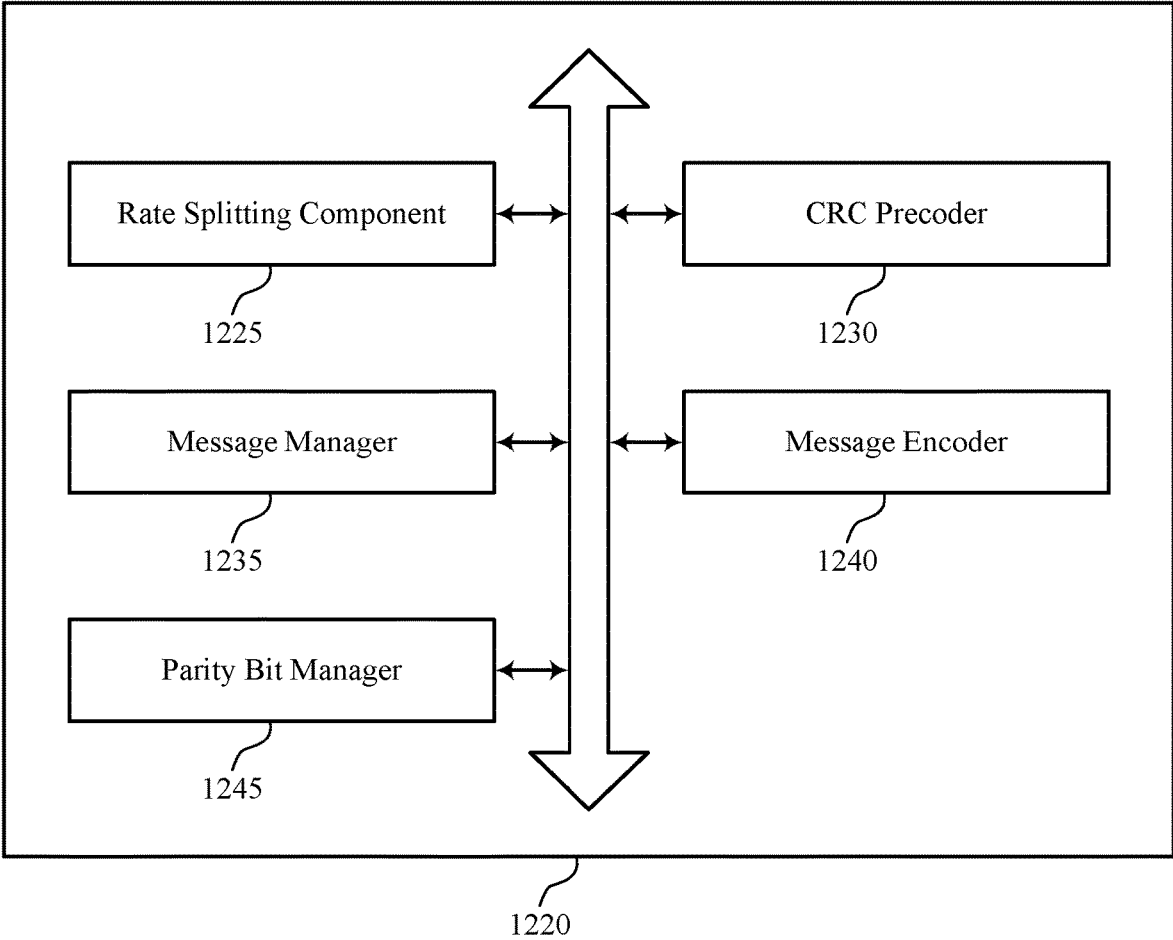 Rate Splitting Component
CRC Precoder
1225
1230
Message Manager
Message Encoder
1235
1240
Parity Bit Manager
1245
1220